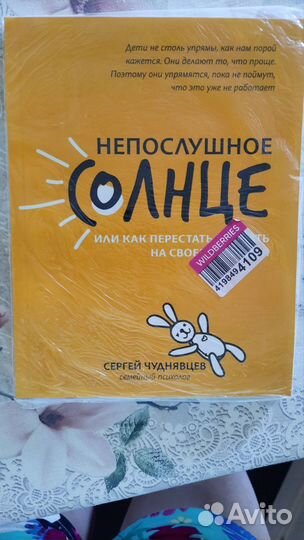 Дети не столь упрямы, как нам порой
кажется. Они делают то, что проще.
Поэтому они упрямятся, пока не поймут,
что это уже не работает
НЕПОСЛУШНОЕ
СОЛНЦЕ
ИЛИ КАК ПЕРЕСТАТЬ
НА СВОЕ
WILDBERRIES
4198494 4109
СЕРГЕЙ ЧУДНЯВЦЕВ
семейный психолог
Avito